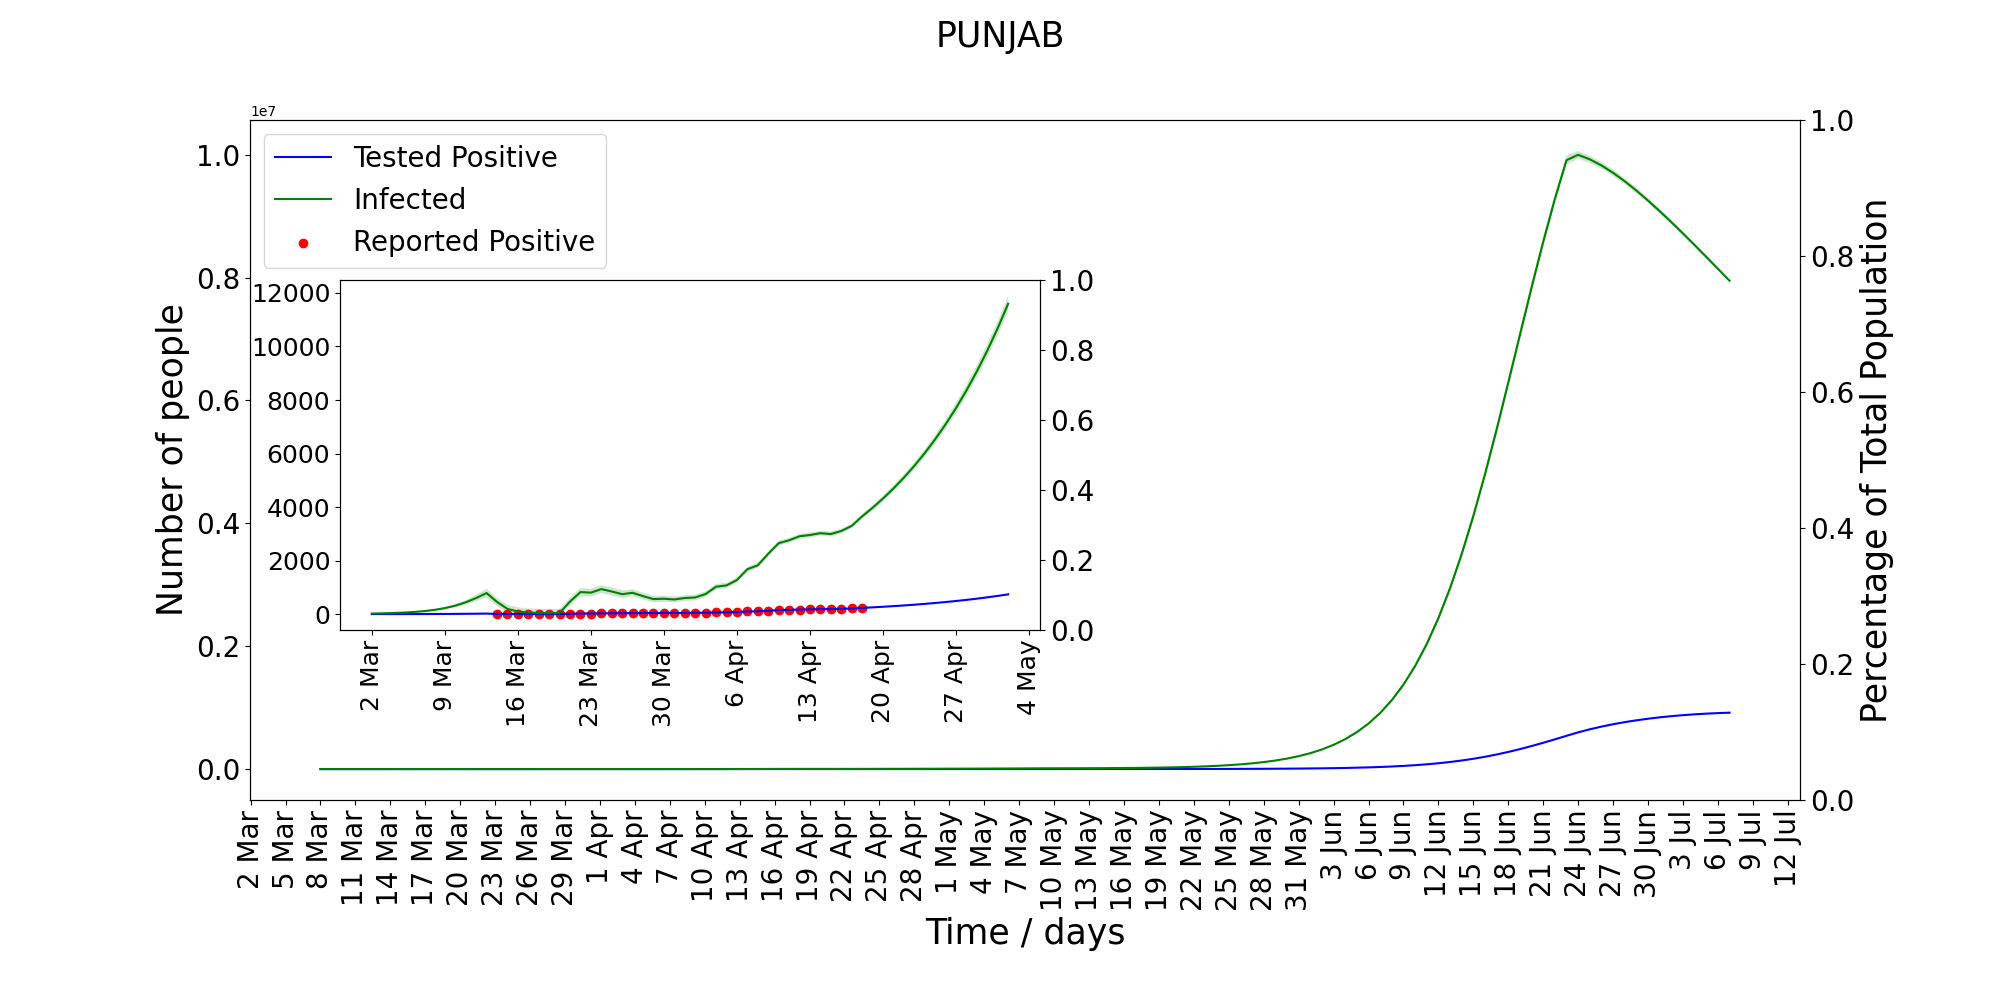 PUNJAB
1e7
Number of people
1.0
0.8
0.6
0.4
0.2
0.0
Tested Positive
Infected
Reported Positive
12000
10000
8000
6000
4000
2000
0
1.0
0.8
0.6
0.4
0.2
0.0
2 Mar
9 Mar
16 Mar
23 Mar
30 Mar
6 Apr
13 Apr
20 Apr
27 Apr
4 May
1.0
0.8
0.6
0.4
0.2
0.0
Percentage of Total Population
2 Mar
5 Mar
8 Mar
11 Mar
14 Mar
17 Mar
20 Mar
23 Mar
26 Mar
29 Mar
1 Apr
4 Apr
7 Apr
10 Apr
13 Apr
16 Apr
19 Apr
22 Apr
25 Apr
28 Apr
1 May
4 May
7 May
10 May
13 May
16 May
19 May
22 May
25 May
28 May
31 May
3 Jun
6 Jun
9 Jun
12 Jun
15 Jun
18 Jun
21 Jun
24 Jun
27 Jun
30 Jun
3 Jul
6 Jul
9 Jul
12 Jul
Time / days